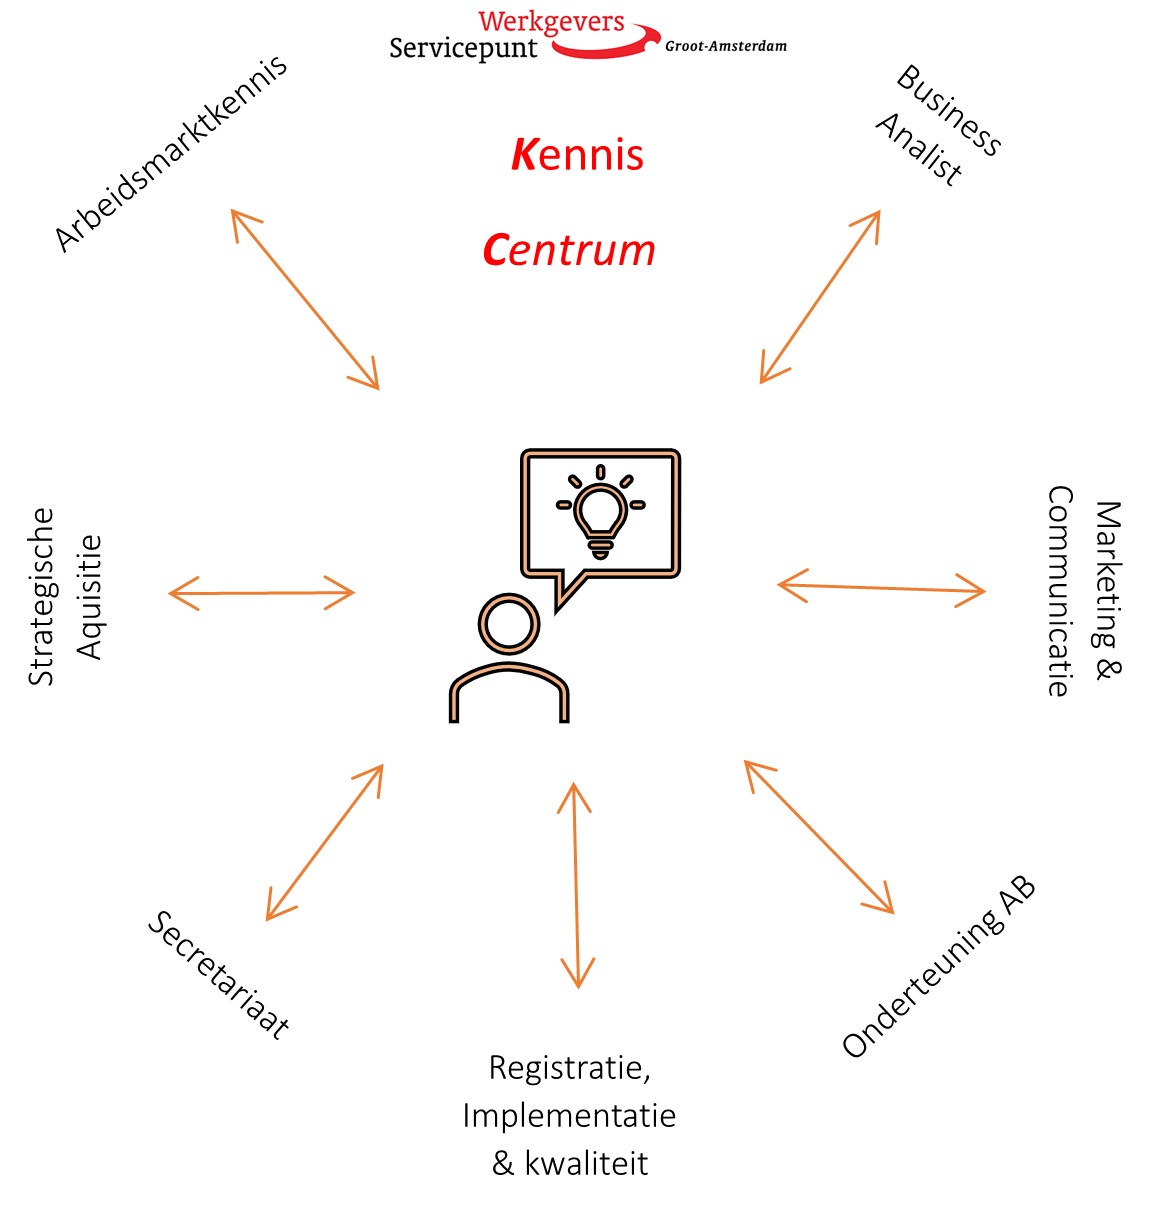 Werkgevers
Servicepunt Groot-Amsterdam
Kennis
Centrum
Arbeidsmarktkennis
Business
Analist
Strategische
Aquisitie
Marketing &
Communicatie
Secretariaat
Onderteuning AB
Registratie,
Implementatie
& kwaliteit